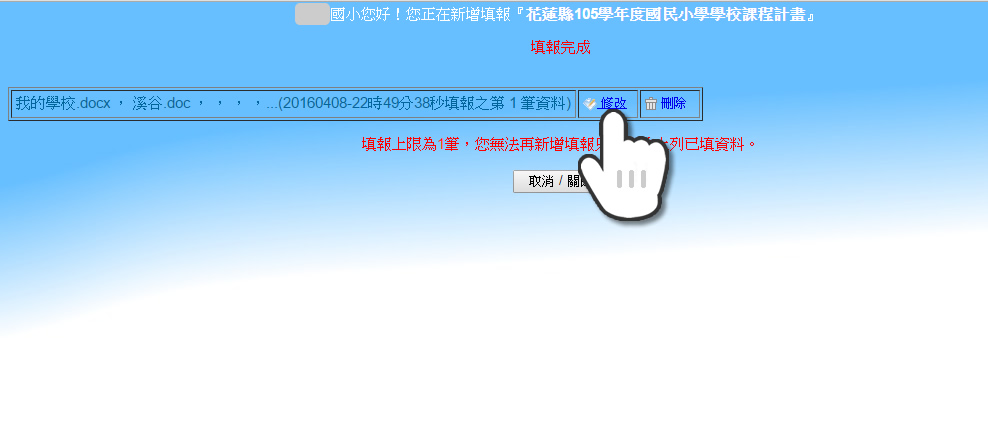 國小您好！您正在新增填報『花蓮縣105學年度國民小學學校課程計畫』
填報完成
我的學校.docx ， 溪谷.doc ， ， ， ，...(20160408-22時49分38秒填報之第 1 筆資料) 修改 刪除
填報上限為1筆，您無法再新增填報 列已填資料。
取消 / 關